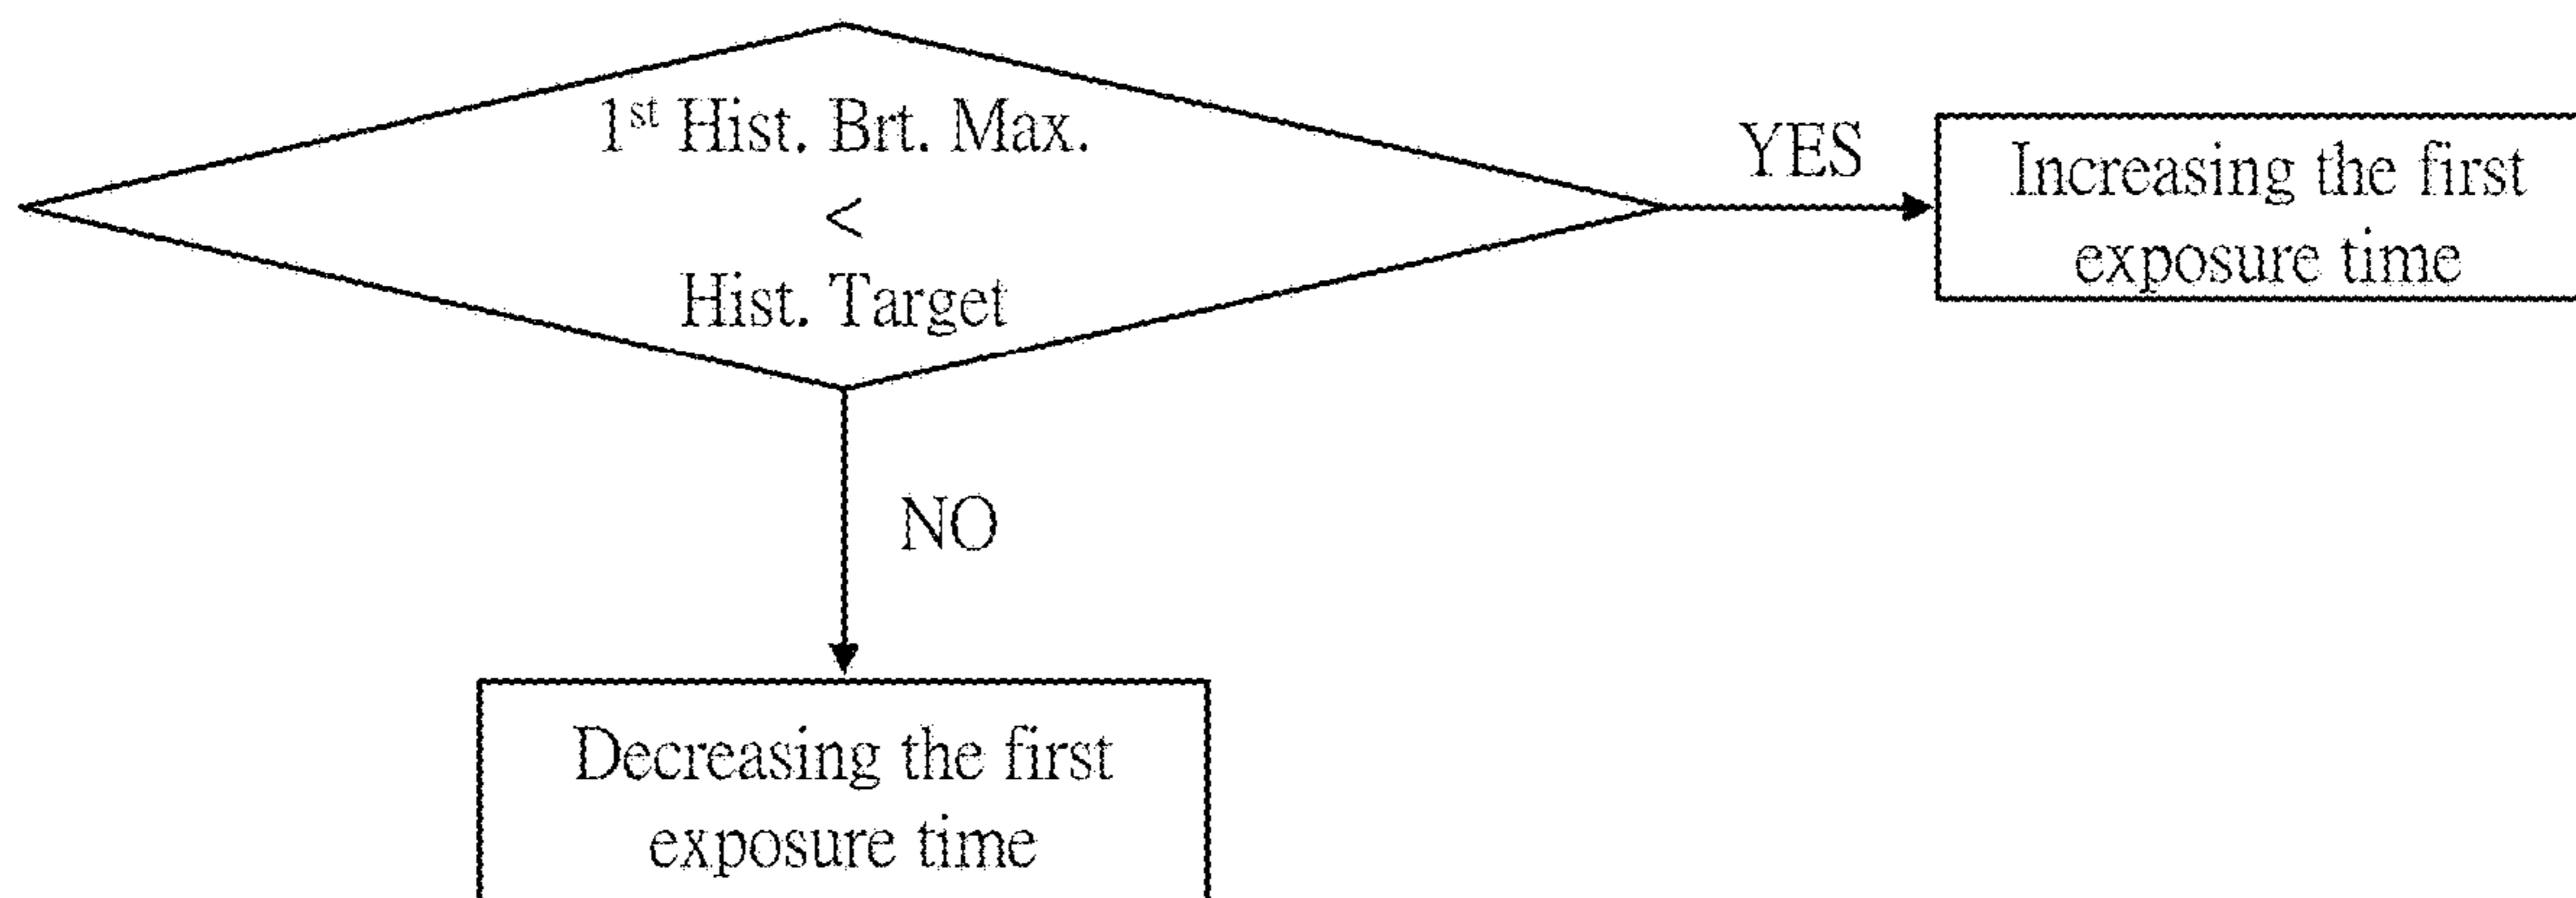 1st Hist. Brt. Max.
<
Hist. Target
YES
Increasing the first
exposure time
NO
Decreasing the first
exposure time